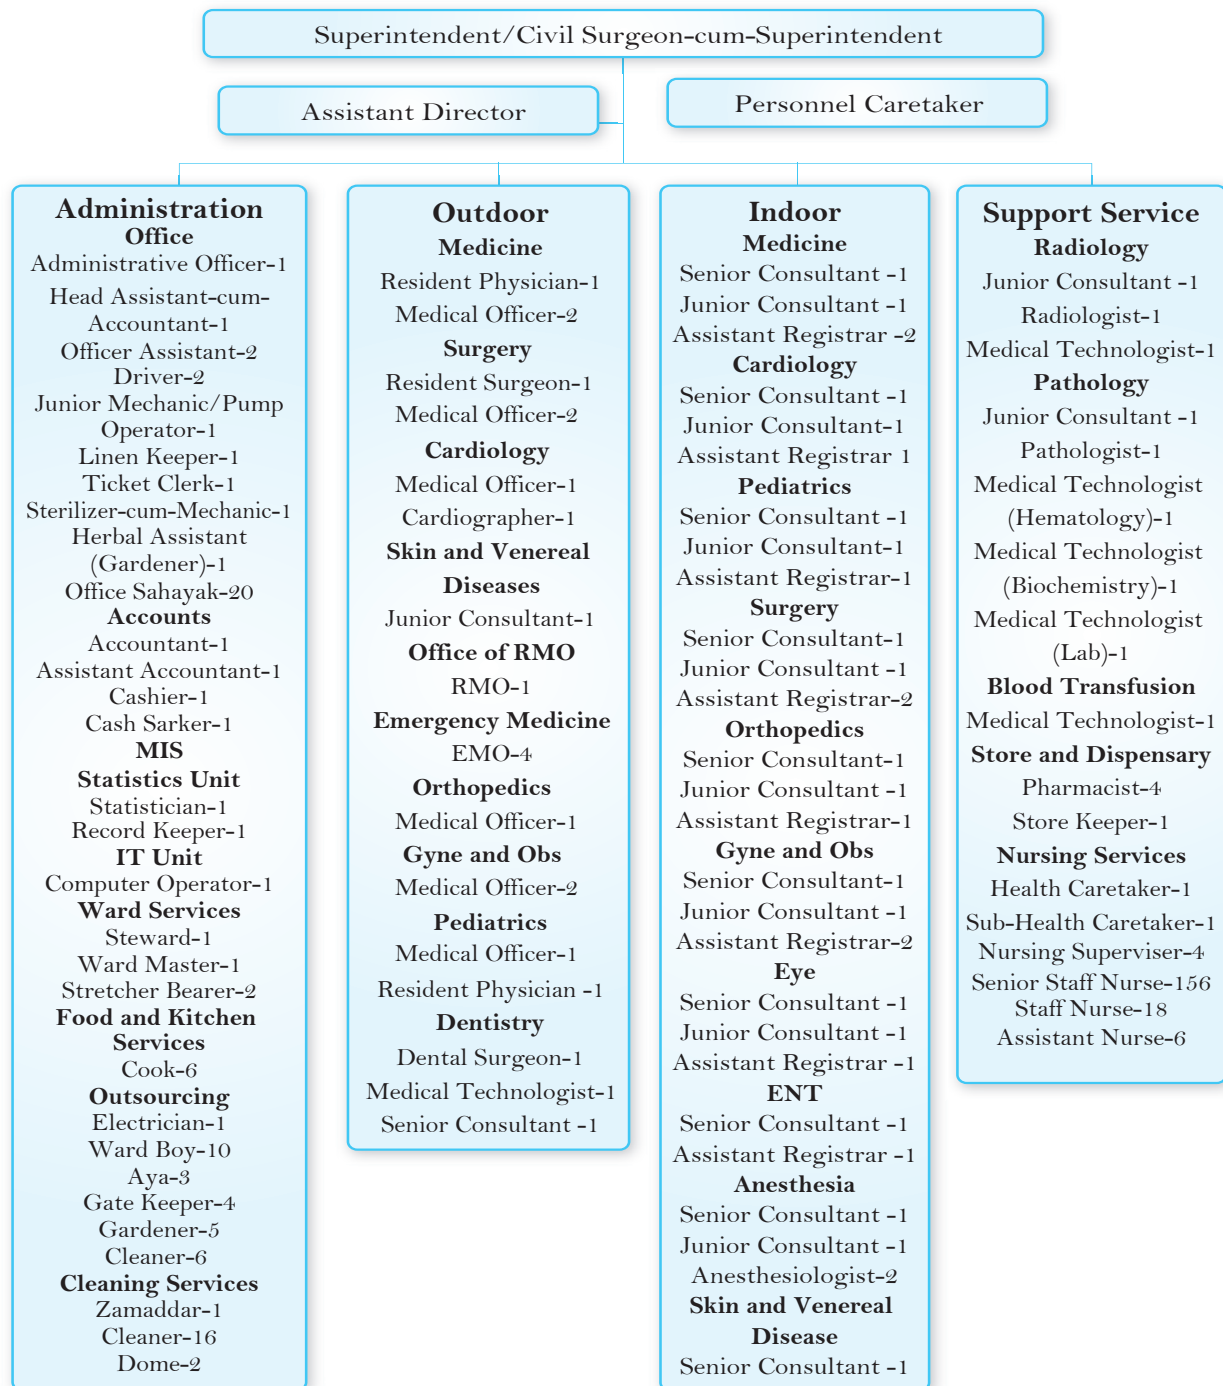 Superintendent/Civil Surgeon-cum-Superintendent
Assistant Director
Personnel Caretaker
Administration
Office
Administrative Officer-1
Head Assistant-cum-
Accountant-1
Officer Assistant-2
Driver-2
Junior Mechanic/Pump
Operator-1
Linen Keeper-1
Ticket Clerk-1
Sterilizer-cum-Mechanic-1
Herbal Assistant
(Gardener)-1
Office Sahayak-20
Accounts
Accountant-1
Assistant Accountant-1
Cashier-1
Cash Sarker-1
MIS
Statistics Unit
Statistician-1
Record Keeper-1
IT Unit
Computer Operator-1
Ward Services
Steward-1
Ward Master-1
Stretcher Bearer-2
Food and Kitchen
Services
Cook-6
Outsourcing
Electrician-1
Ward Boy-10
Aya-3
Gate Keeper-4
Gardener-5
Cleaner-6
Cleaning Services
Zamaddar-1
Cleaner-16
Dome-2
Outdoor
Medicine
Resident Physician-1
Medical Officer-2
Surgery
Resident Surgeon-1
Medical Officer-2
Cardiology
Medical Officer-1
Cardiographer-1
Skin and Venereal
Diseases
Junior Consultant-1
Office of RMO
RMO-1
Emergency Medicine
EMO-4
Orthopedics
Medical Officer-1
Gyne and Obs
Medical Officer-2
Pediatrics
Medical Officer-1
Resident Physician -1
Dentistry
Dental Surgeon-1
Medical Technologist-1
Senior Consultant -1
Indoor
Medicine
Senior Consultant -1
Junior Consultant -1
Assistant Registrar -2
Cardiology
Senior Consultant -1
Junior Consultant-1
Assistant Registrar 1
Pediatrics
Senior Consultant -1
Junior Consultant-1
Assistant Registrar-1
Surgery
Senior Consultant-1
Junior Consultant -1
Assistant Registrar-2
Orthopedics
Senior Consultant-1
Junior Consultant -1
Assistant Registrar-1
Gyne and Obs
Senior Consultant-1
Junior Consultant -1
Assistant Registrar-2
Eye
Senior Consultant -1
Junior Consultant -1
Assistant Registrar -1
ENT
Senior Consultant -1
Assistant Registrar -1
Anesthesia
Senior Consultant -1
Junior Consultant -1
Anesthesiologist-2
Skin and Venereal
Disease
Senior Consultant -1
Support Service
Radiology
Junior Consultant -1
Radiologist-1
Medical Technologist-1
Pathology
Junior Consultant -1
Pathologist-1
Medical Technologist
(Hematology)-1
Medical Technologist
(Biochemistry)-1
Medical Technologist
(Lab)-1
Blood Transfusion
Medical Technologist-1
Store and Dispensary
Pharmacist-4
Store Keeper-1
Nursing Services
Health Caretaker-1
Sub-Health Caretaker-1
Nursing Superviser-4
Senior Staff Nurse-156
Staff Nurse-18
Assistant Nurse-6